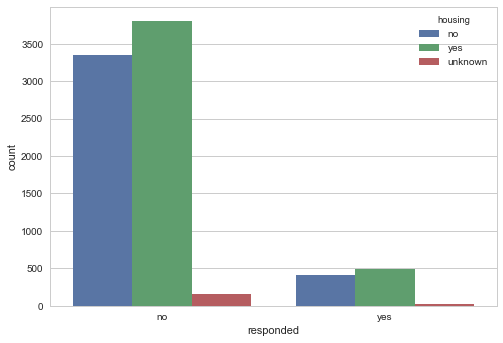 housing
no
yes
unknown
3500
3000
2500
2000
1500
1000
500
0
count
no
yes
responded